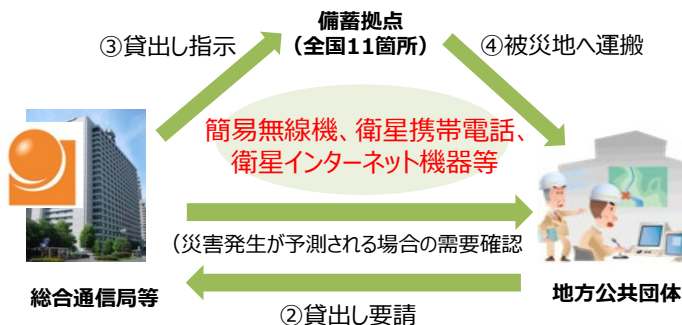 備蓄拠点
(全国11箇所)
③貸出し指示
④被災地へ運搬
簡易無線機、衛星携帯電話、
衛星インターネット機器等
(災害発生が予測される場合の需要確認
総合通信局等
地方公共団体
②貸出し要請